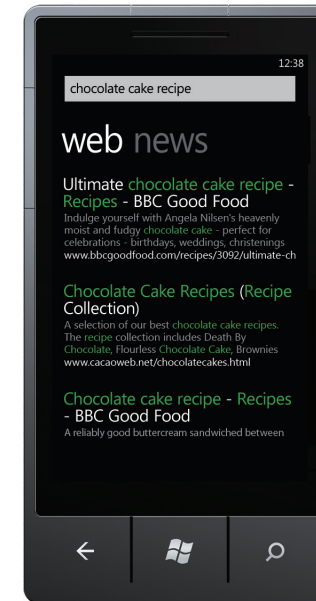 12:38
chocolate cake recipe
web news
Ultimate chocolate cake recipe -
Recipes - BBC Good Food
Indulge yourself with Angela Nilsen's heavenly
moist and fudgy chocolate cake - perfect for
celebrations - birthdays, weddings, christenings
www.bbcgoodfood.com/recipes/3092/ultimate-ch
Chocolate Cake Recipes (Recipe
Collection)
A selection of our best chocolate cake recipes.
The recipe collection includes Death By
Chocolate, Flourless Chocolate Cake, Brownies
www.cacaoweb.net/chocolatecakes.html
Chocolate cake recipe - Recipes
- BBC Good Food
A reliably good buttercream sandwiched between